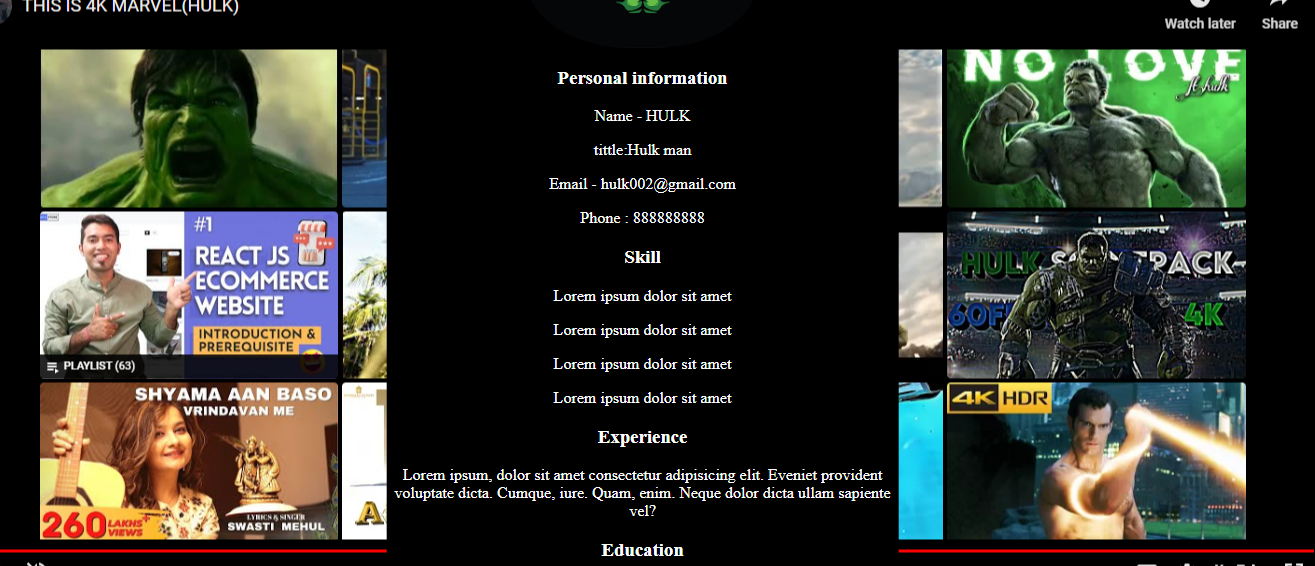 THIS IS 4K MARVEL(HULK)
Watch later
Share
Personal information
Name - HULK
tittle:Hulk man
Email - hulk002@gmail.com
Phone : 888888888
Skill
Lorem ipsum dolor sit amet
Lorem ipsum dolor sit amet
Lorem ipsum dolor sit amet
Lorem ipsum dolor sit amet
Experience
Lorem ipsum, dolor sit amet consectetur adipisicing elit. Eveniet provident
voluptate dicta. Cumque, iure. Quam, enim. Neque dolor dicta ullam sapiente
vel?
Education
#1
REACT JS
ECOMMERCE
WEBSITE
INTRODUCTION &
PREREQUISITE
PLAYLIST (63)
SHYAMA AAN BASO
VRINDAVAN ME
260 LAKHS+
VIEWS
LYRICS & SINGER
SWASTI MEHUL
A
NO LOVE
ft hulk
HULK
4K
4K HDR